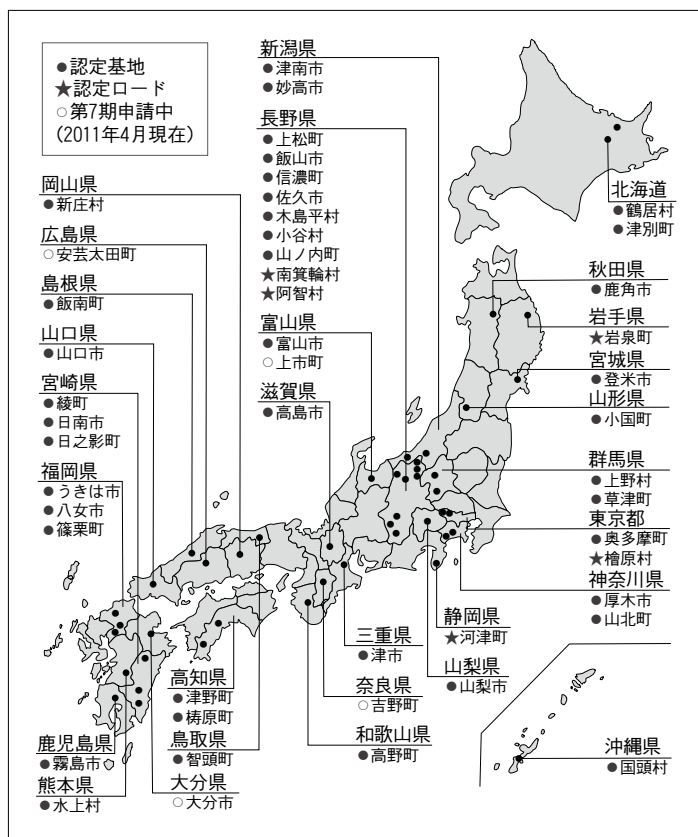 ●認定基地
★認定ロード
○第7期申請中
(2011年4月現在)
新潟県
●津南市
●妙高市
長野県
●上松町
●飯山市
●信濃町
●佐久市
●木島平村
●小谷村
●山ノ内町
★南箕輪村
★阿智村
富山県
●富山市
○上市町
滋賀県
●高島市
岡山県
●新庄村
広島県
○安芸太田町
島根県
●飯南町
山口県
●山口市
宮崎県
●綾町
●日南市
●日之影町
福岡県
●うきは市
●八女市
●篠栗町
北海道
●鶴居村
●津別町
秋田県
●鹿角市
岩手県
★岩泉町
宮城県
●登米市
山形県
●小国町
群馬県
●上野村
●草津町
東京都
●奥多摩町
★檜原村
神奈川県
●厚木市
●山北町
静岡県
★河津町
山梨県
●山梨市
三重県
●津市
奈良県
○吉野町
和歌山県
●高野町
高知県
●津野町
●梼原町
鳥取県
●智頭町
大分県
○大分市
鹿児島県
●霧島市
熊本県
●水上村
沖縄県
●国頭村